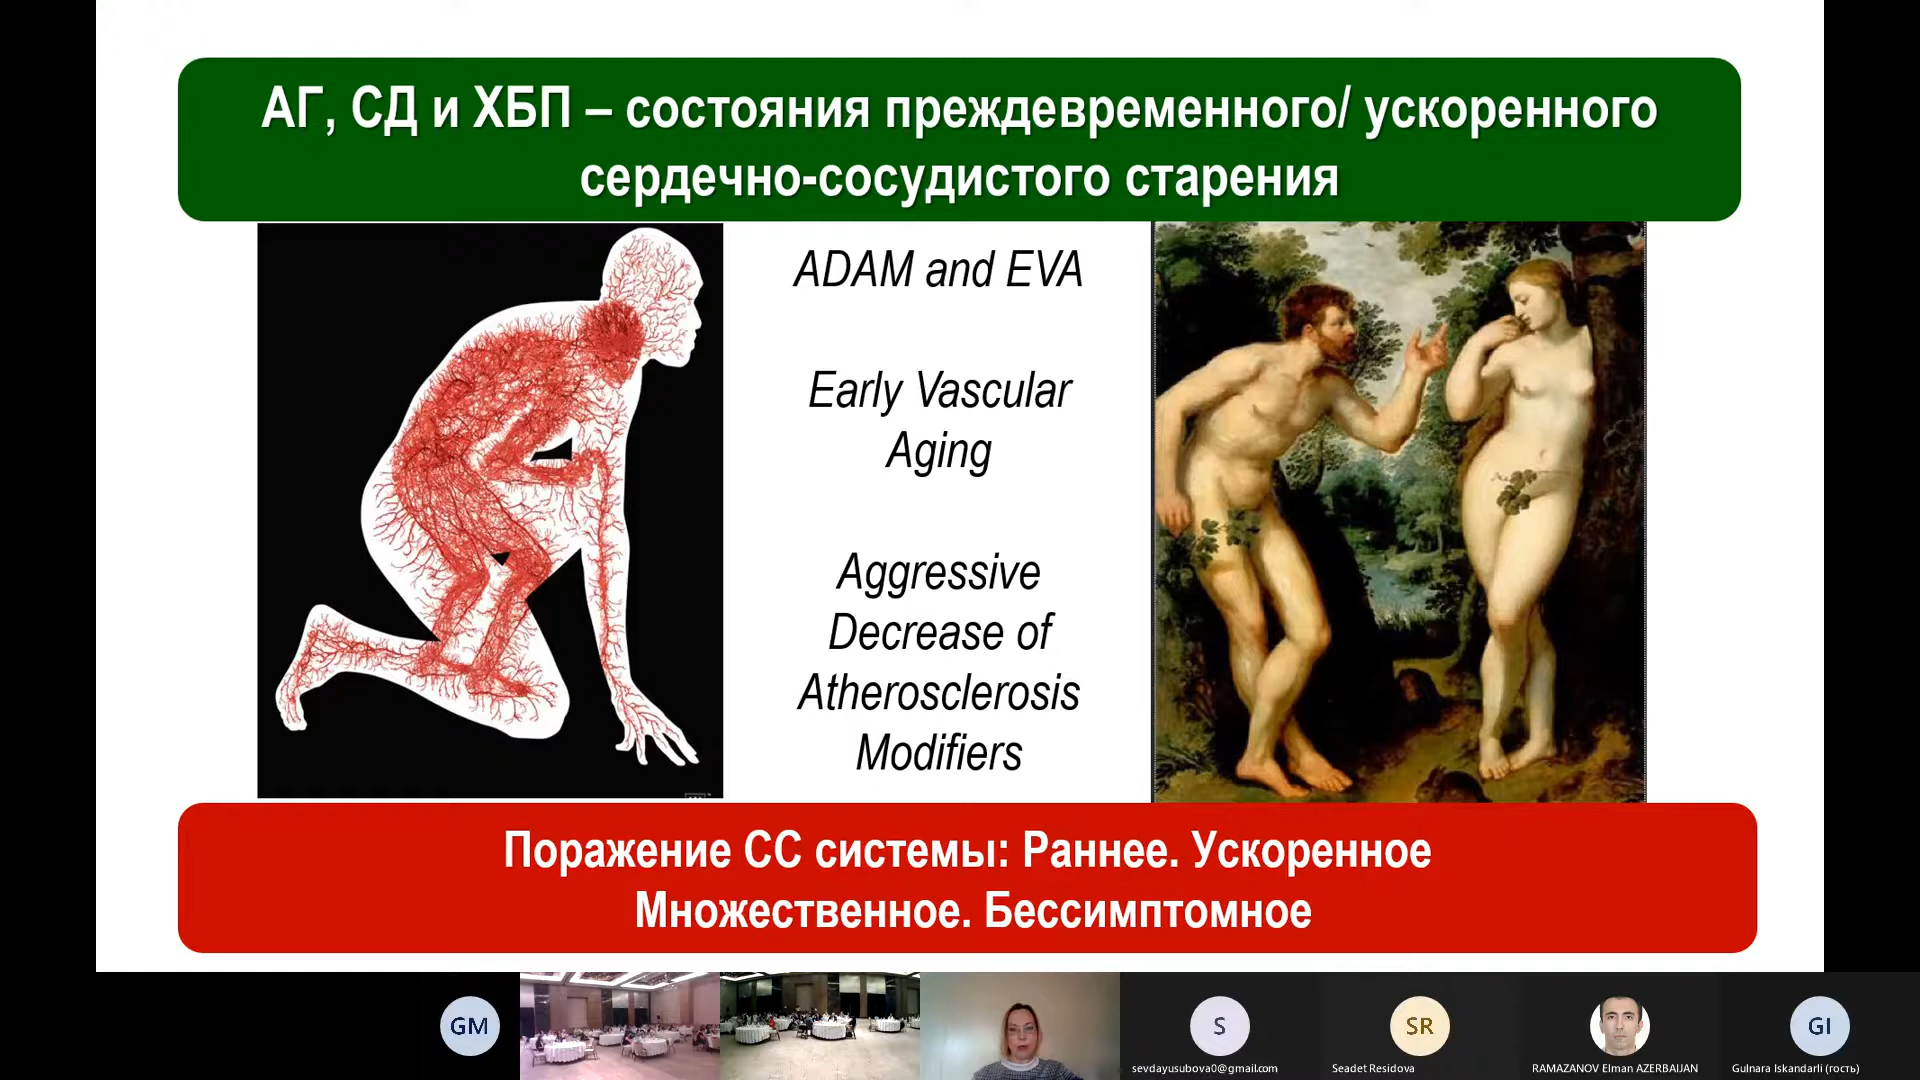 АГ, СД и ХБП – состояния преждевременного/ ускоренного
сердечно-сосудистого старения
ADAM and EVA
Early Vascular
Aging
Aggressive
Decrease of
Atherosclerosis
Modifiers
Поражение СС системы: Раннее. Ускоренное
Множественное. Бессимптомное
GM
S
SR
GI
sevdayusubova0@gmail.com
Seadet Residova
RAMAZANOV Elman AZERBAIJAN
Gulnara Iskandarli (гость)